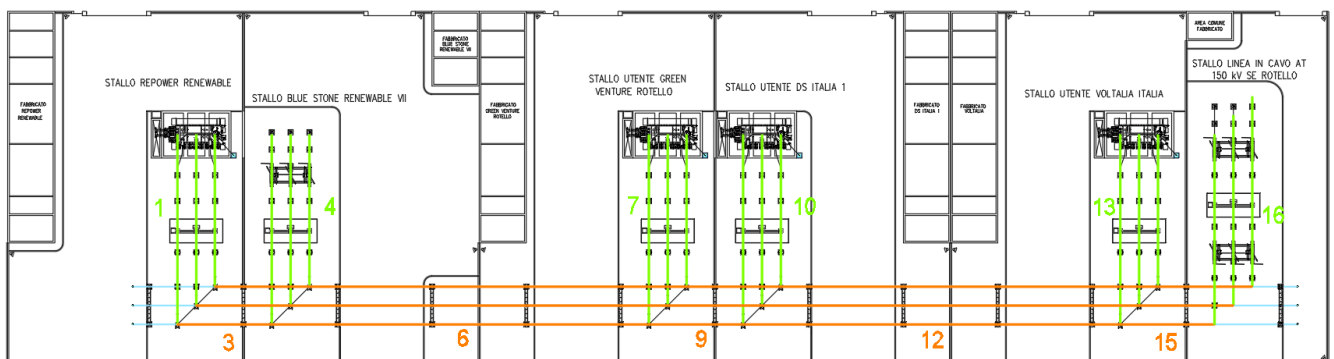 FABBRICATO
REPOWER
RENEWABLE
STALLO REPOWER RENEWABLE
STALLO BLUE STONE RENEWABLE VII
FABBRICATO
BLUE STONE
RENEWABLE VII
FABBRICATO
GREEN VENTURE
ROTELLO
STALLO UTENTE GREEN
VENTURE ROTELLO
STALLO UTENTE DS ITALIA 1
FABBRICATO
DS ITALIA 1
FABBRICATO
VOLTALIA
STALLO UTENTE VOLTALIA ITALIA
AREA COMUNE
FABBRICATO
STALLO LINEA IN CAVO AT
150 kV SE ROTELLO
1
4
7
10
13
16
3
6
9
12
15